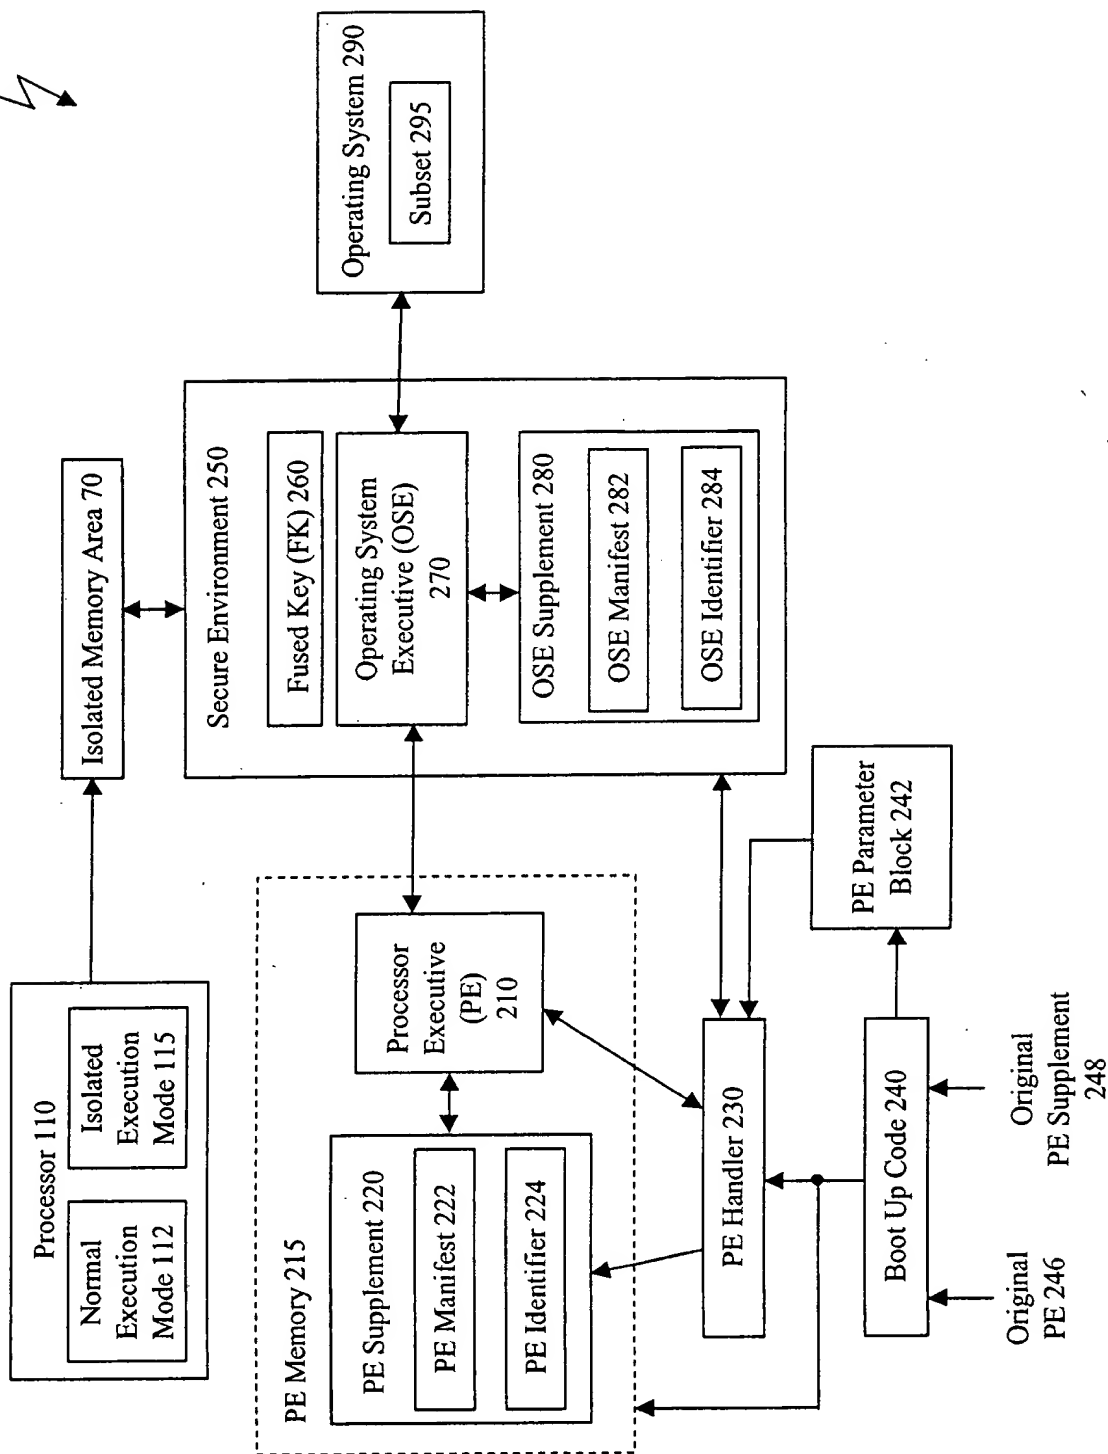 Processor 110
Normal
Execution
Mode 112
Isolated
Execution
Mode 115
Isolated Memory Area 70
PE Memory 215
PE Supplement 220
PE Manifest 222
PE Identifier 224
Processor
Executive
(PE)
210
Secure Environment 250
Fused Key (FK) 260
Operating System
Executive (OSE)
270
OSE Supplement 280
OSE Manifest 282
OSE Identifier 284
Operating System 290
Subset 295
PE Handler 230
PE Parameter
Block 242
Boot Up Code 240
Original
PE 246
Original
PE Supplement
248